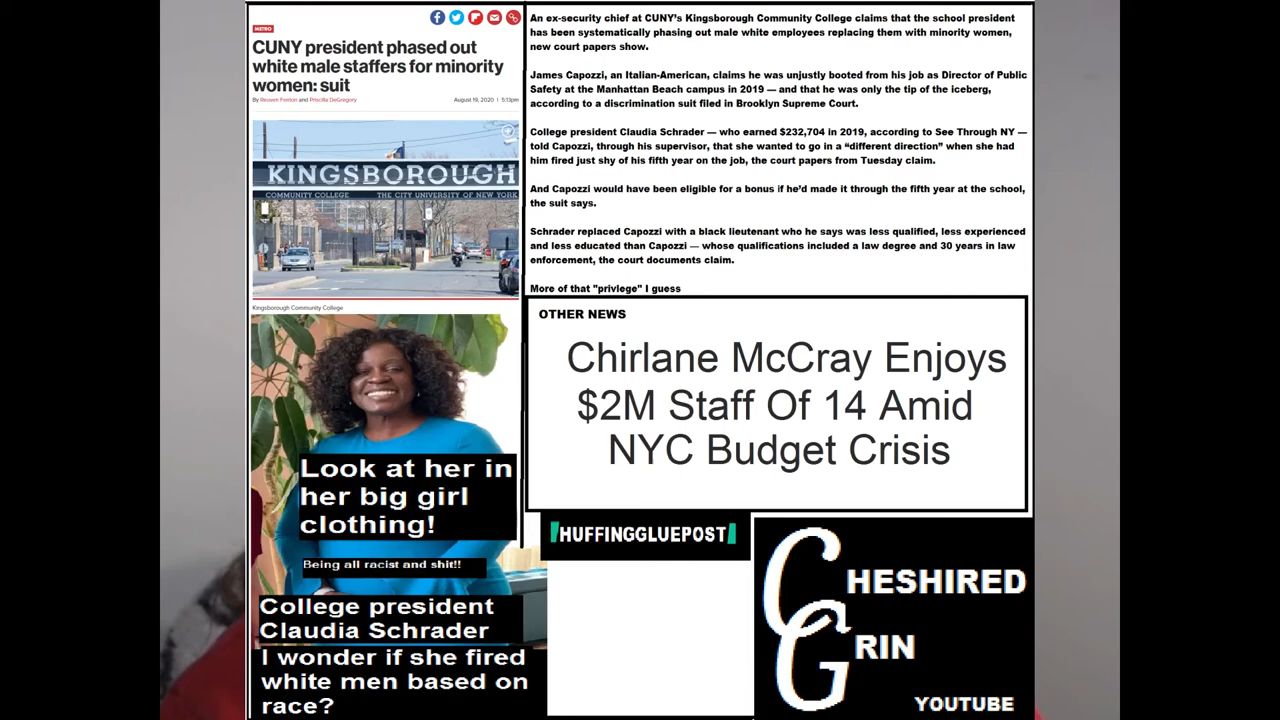 METRO
CUNY president phased out
white male staffers for minority
women: suit
By Reuven Fenton and Priscilla DeGregory
August 19, 2020 | 5:13pm
KINGSBOROUGH
COMMUNITY COLLEGE THE CITY UNIVERSITY OF NEW YORK
Kingsborough Community College
Look at her in
her big girl
clothing!
Being all racist and shit!!
College president
Claudia Schrader
I wonder if she fired
white men based on
race?
An ex-security chief at CUNY's Kingsborough Community College claims that the school president
has been systematically phasing out male white employees replacing them with minority women,
new court papers show.
James Capozzi, an Italian-American, claims he was unjustly booted from his job as Director of Public
Safety at the Manhattan Beach campus in 2019 — and that he was only the tip of the iceberg,
according to a discrimination suit filed in Brooklyn Supreme Court.
College president Claudia Schrader — who earned $232,704 in 2019, according to See Through NY —
told Capozzi, through his supervisor, that she wanted to go in a "different direction" when she had
him fired just shy of his fifth year on the job, the court papers from Tuesday claim.
And Capozzi would have been eligible for a bonus if he'd made it through the fifth year at the school,
the suit says.
Schrader replaced Capozzi with a black lieutenant who he says was less qualified, less experienced
and less educated than Capozzi — whose qualifications included a law degree and 30 years in law
enforcement, the court documents claim.
More of that "privlege" I guess
OTHER NEWS
Chirlane McCray Enjoys
$2M Staff Of 14 Amid
NYC Budget Crisis
HUFFINGGLUEPOST
CHESHIRED
GRIN
YOUTUBE